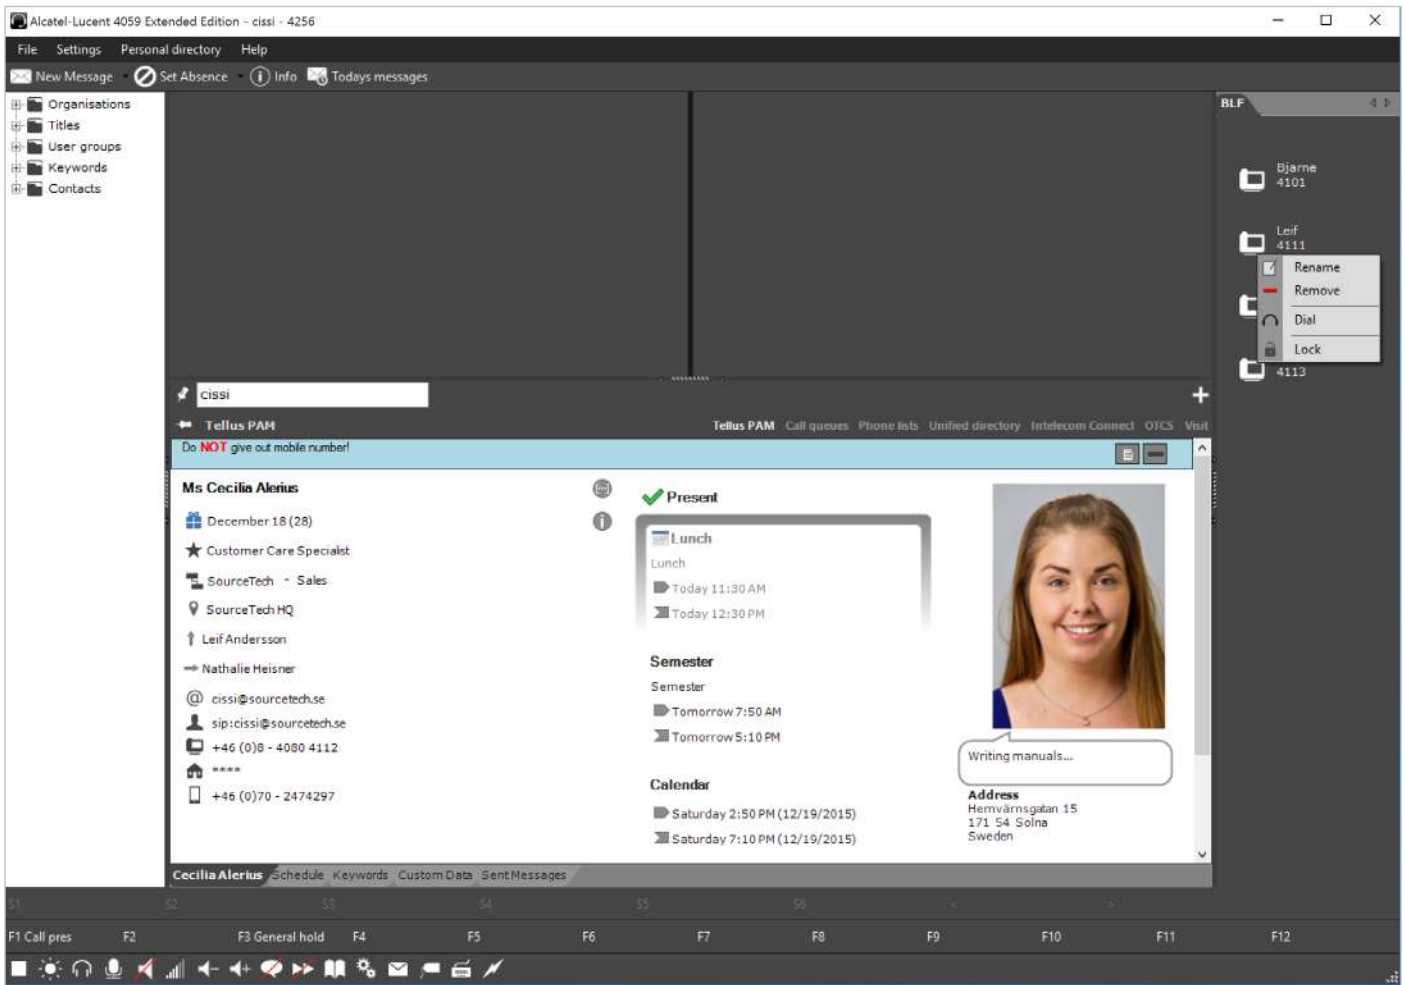 Alcatel-Lucent 4059 Extended Edition - cissi - 4256
File Settings Personal directory Help
New Message Set Absence Info Todays messages
Organisations
Titles
User groups
Keywords
Contacts
BLF
Bjarne
4101
Leif
4111
Rename
Remove
Dial
Lock
4113
cissi
Tellus PAM
Tellus PAM Call queues Phone lists Unified directory Intelecom Connect OTCS Visit
Do NOT give out mobile number!
Ms Cecilia Alerius
December 18 (28)
Customer Care Specialist
SourceTech - Sales
SourceTech HQ
Leif Andersson
Nathalie Heisner
cissi@sourcetech.se
sip:cissi@sourcetech.se
+46 (0)8 - 4080 4112
****
+46 (0)70 - 2474297
Present
Lunch
Lunch
Today 11:30 AM
Today 12:30 PM
Semester
Semester
Tomorrow 7:50 AM
Tomorrow 5:10 PM
Calendar
Saturday 2:50 PM (12/19/2015)
Saturday 7:10 PM (12/19/2015)
Writing manuals...
Address
Hemvärnsgatan 15
171 54 Solna
Sweden
Cecilia Alerius Schedule Keywords Custom Data Sent Messages
S1 S2 S3 S4 S5 S6 < >
F1 Call pres F2 F3 General hold F4 F5 F6 F7 F8 F9 F10 F11 F12